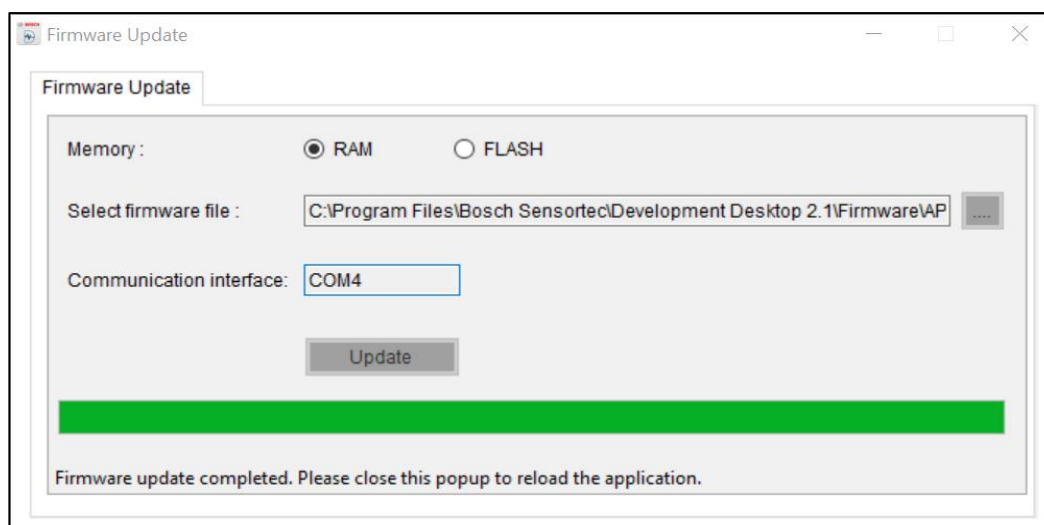 BOSCH
Firmware Update
Firmware Update
Memory : RAM FLASH
Select firmware file : C:\Program Files\Bosch Sensortec\Development Desktop 2.1\Firmware\AP ....
Communication interface: COM4
Update
Firmware update completed. Please close this popup to reload the application.